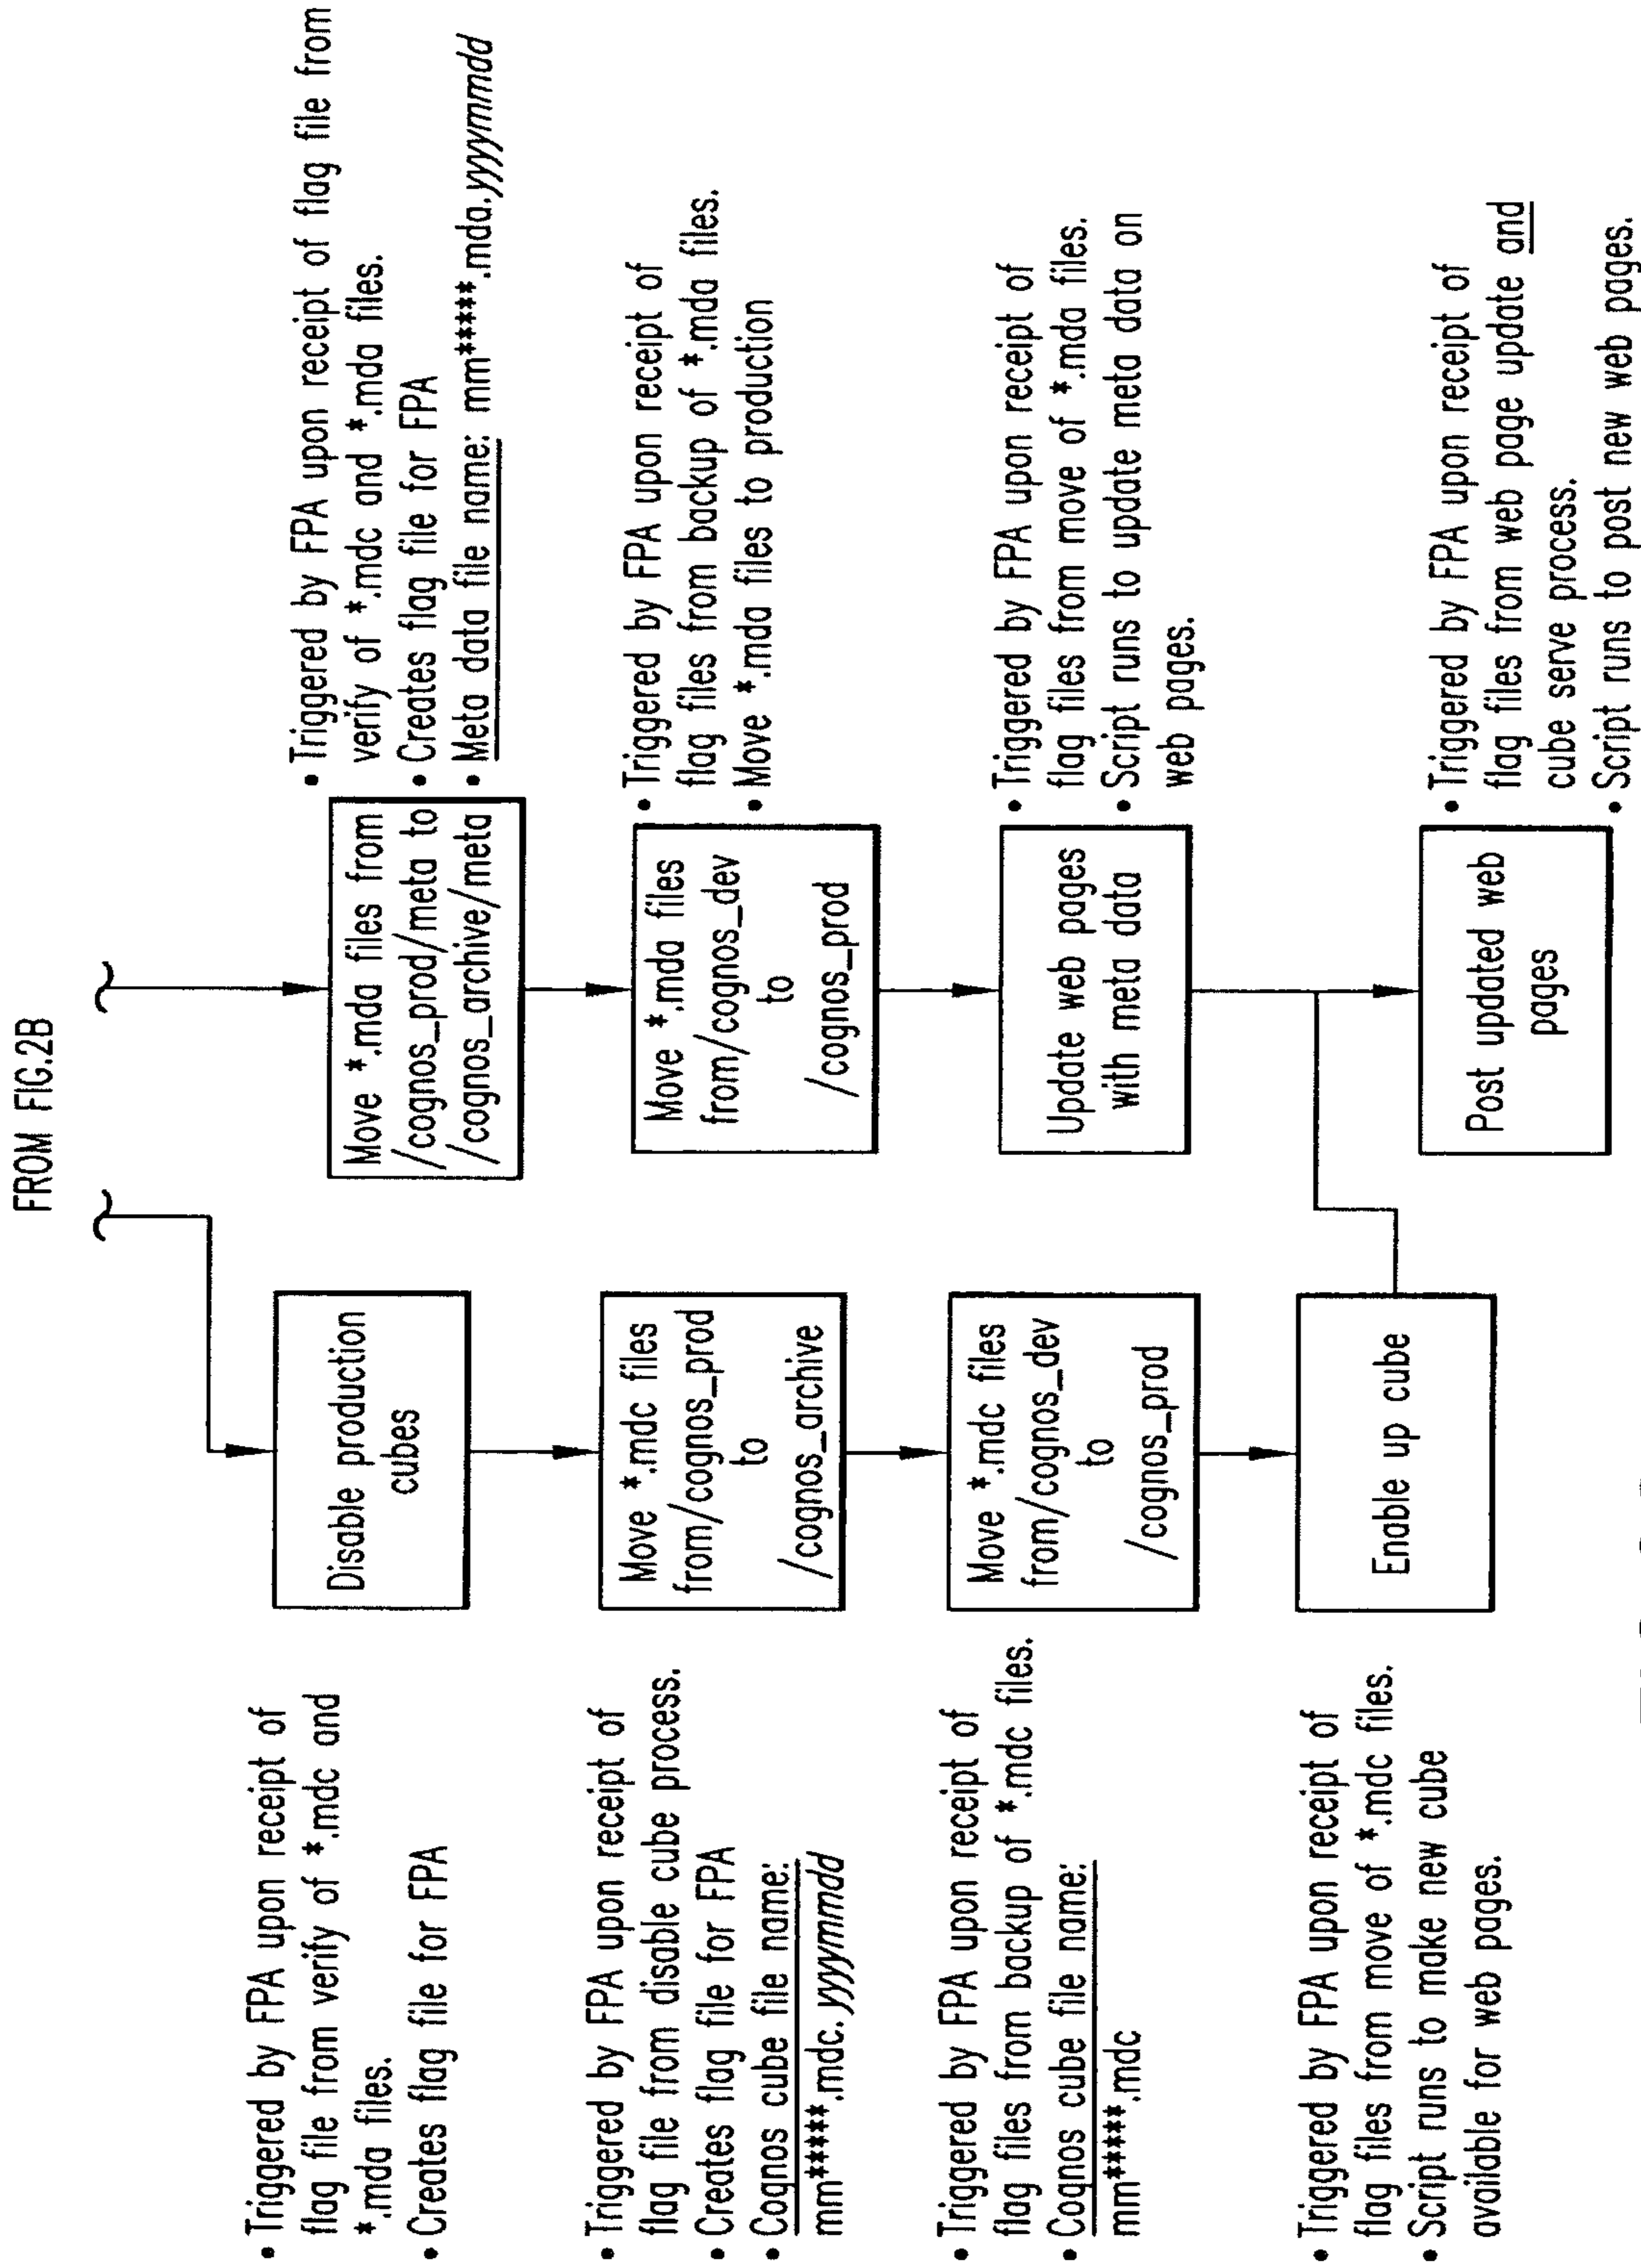 FROM FIG.2B
• Triggered by FPA upon receipt of
flag file from verify of *.mdc and
*.mda files.
• Creates flag file for FPA
Disable production
cubes
• Triggered by FPA upon receipt of
flag file from disable cube process.
• Creates flag file for FPA
• Cognos cube file name:
mm*****.mdc. yyyymmdd
Move *.mdc files
from/cognos_prod
to
/cognos_archive
• Triggered by FPA upon receipt of
flag files from backup of *.mdc files.
• Cognos cube file name:
mm*****.mdc
Move *.mdc files
from/cognos_dev
to
/cognos_prod
• Triggered by FPA upon receipt of
flag files from move of *.mdc files.
• Script runs to make new cube
available for web pages.
Enable up cube
Move *.mda files from
/cognos_prod/meta to
/cognos_archive/meta
• Triggered by FPA upon receipt of flag file from
verify of *.mdc and *.mda files.
• Creates flag file for FPA
• Meta data file name: mm*****.mda.yyyymmdd
Move *.mda files
from/cognos_dev
to
/cognos_prod
• Triggered by FPA upon receipt of
flag files from backup of *.mda files.
• Move *.mda files to production
Update web pages
with meta data
• Triggered by FPA upon receipt of
flag files from move of *.mda files.
• Script runs to update meta data on
web pages.
Post updated web
pages
• Triggered by FPA upon receipt of
flag files from web page update and
cube serve process.
• Script runs to post new web pages.